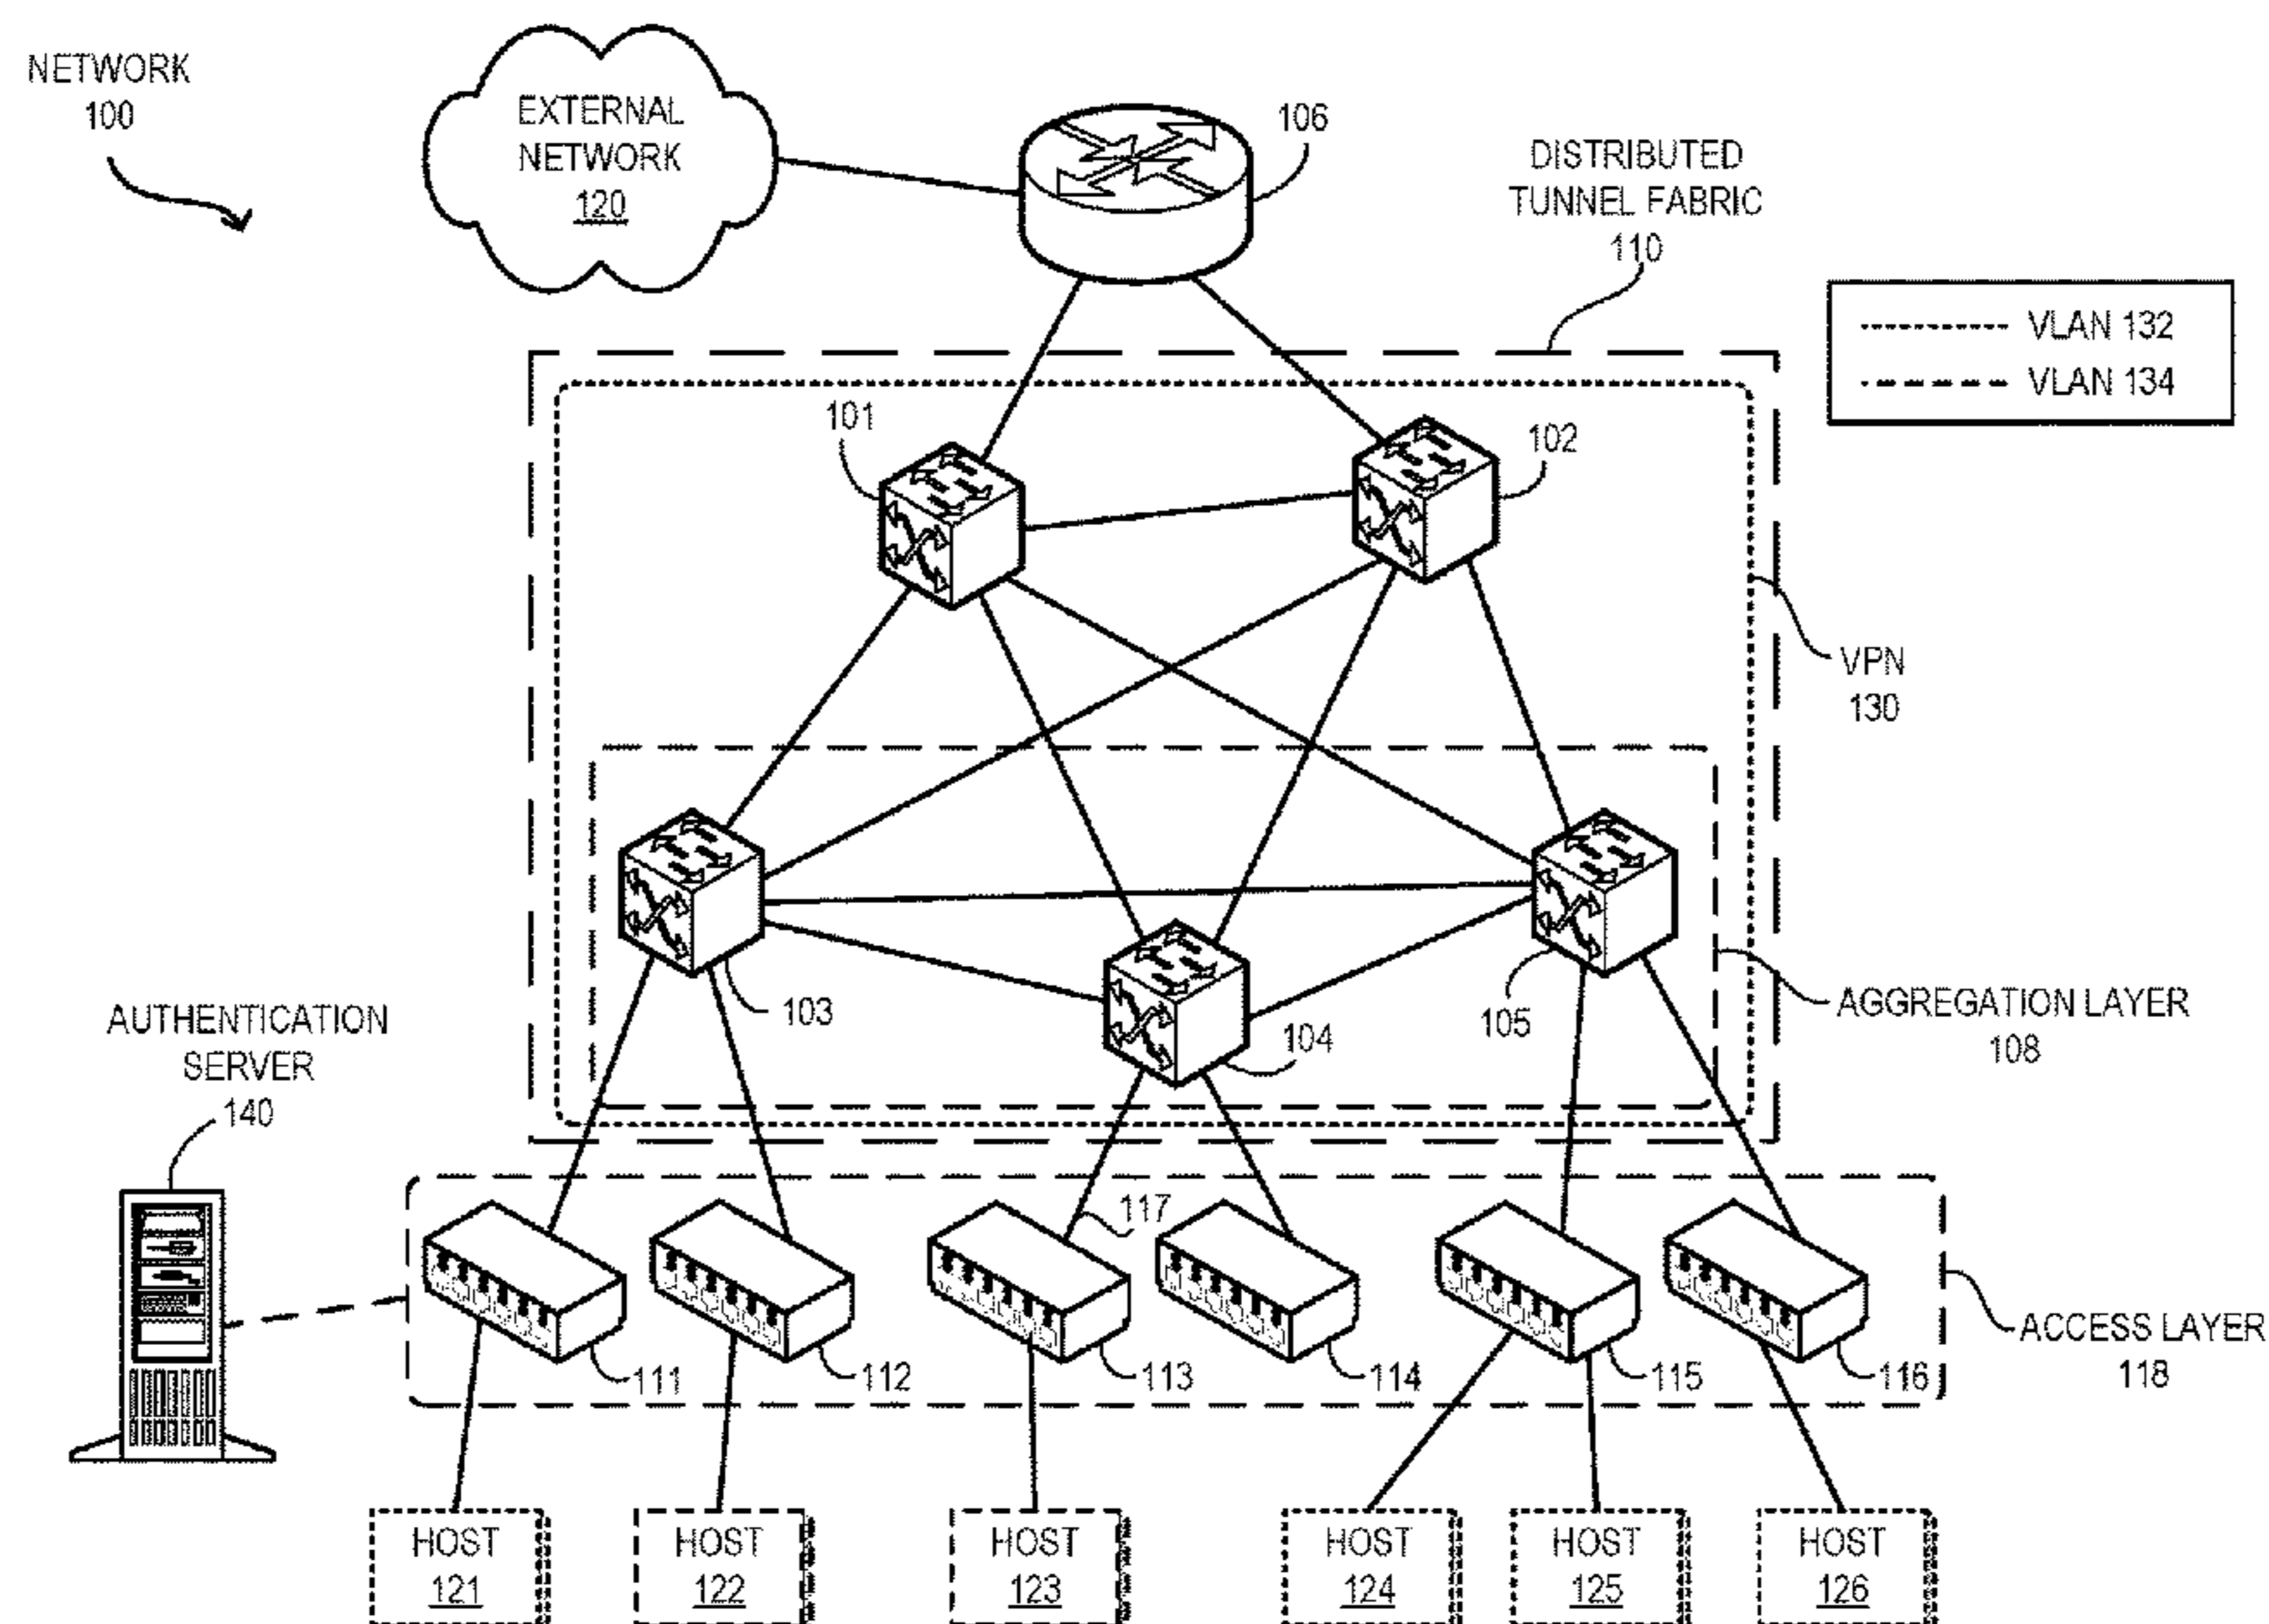 NETWORK
100
EXTERNAL
NETWORK
120
106
DISTRIBUTED
TUNNEL FABRIC
110
VLAN 132
VLAN 134
101
102
VPN
130
103
104
105
AGGREGATION LAYER
108
AUTHENTICATION
SERVER
140
117
111
112
113
114
115
116
ACCESS LAYER
118
HOST
121
HOST
122
HOST
123
HOST
124
HOST
125
HOST
126